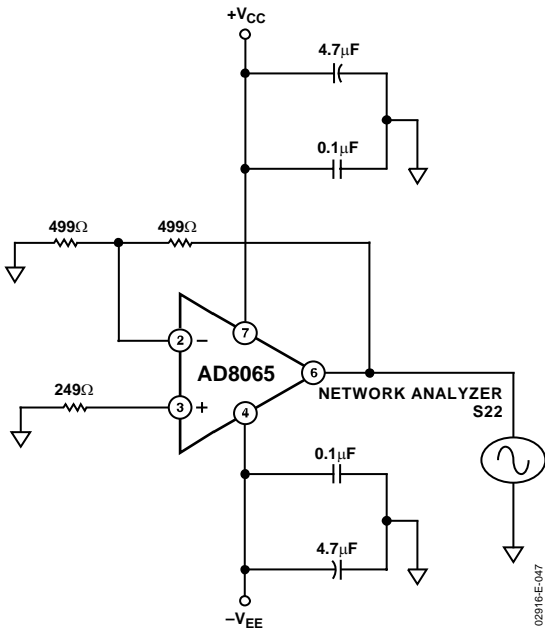 +VCC
4.7µF
0.1µF
499Ω
499Ω
2
–
7
AD8065
6
249Ω
3
+
4
NETWORK ANALYZER
S22
0.1µF
4.7µF
–VEE
02916-E-047